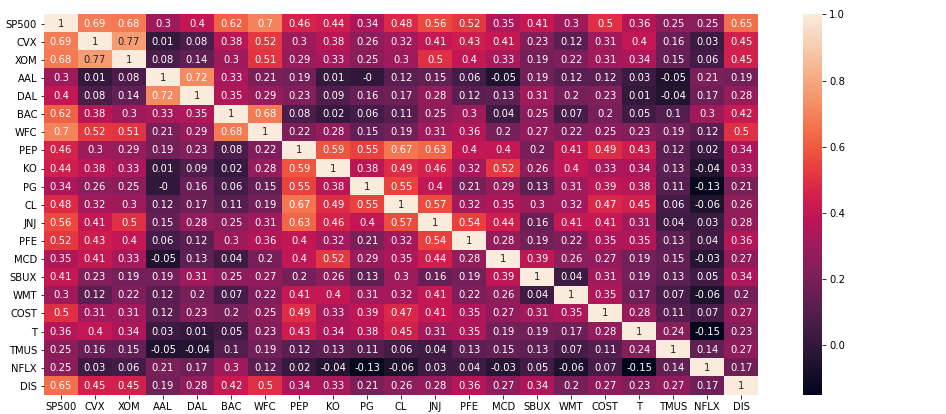 SP500 1 0.69 0.68 0.3 0.4 0.62 0.7 0.46 0.44 0.34 0.48 0.56 0.52 0.35 0.41 0.3 0.5 0.36 0.25 0.25 0.65
CVX 0.69 1 0.77 0.01 0.08 0.38 0.52 0.3 0.38 0.26 0.32 0.41 0.43 0.41 0.23 0.12 0.31 0.4 0.16 0.03 0.45
XOM 0.68 0.77 1 0.08 0.14 0.3 0.51 0.29 0.33 0.25 0.3 0.5 0.4 0.33 0.19 0.22 0.31 0.34 0.15 0.06 0.45
AAL 0.3 0.01 0.08 1 0.72 0.33 0.21 0.19 0.01 -0 0.12 0.15 0.06 -0.05 0.19 0.12 0.12 0.03 -0.05 0.21 0.19
DAL 0.4 0.08 0.14 0.72 1 0.35 0.29 0.23 0.09 0.16 0.17 0.28 0.12 0.13 0.31 0.2 0.23 0.01 -0.04 0.17 0.28
BAC 0.62 0.38 0.3 0.33 0.35 1 0.68 0.08 0.02 0.06 0.11 0.25 0.3 0.04 0.25 0.07 0.2 0.05 0.1 0.3 0.42
WFC 0.7 0.52 0.51 0.21 0.29 0.68 1 0.22 0.28 0.15 0.19 0.31 0.36 0.2 0.27 0.22 0.25 0.23 0.19 0.12 0.5
PEP 0.46 0.3 0.29 0.19 0.23 0.08 0.22 1 0.59 0.55 0.67 0.63 0.4 0.4 0.2 0.41 0.49 0.43 0.12 0.02 0.34
KO 0.44 0.38 0.33 0.01 0.09 0.02 0.28 0.59 1 0.38 0.49 0.46 0.32 0.52 0.26 0.4 0.33 0.34 0.13 -0.04 0.33
PG 0.34 0.26 0.25 -0 0.16 0.06 0.15 0.55 0.38 1 0.55 0.4 0.21 0.29 0.13 0.31 0.39 0.38 0.11 -0.13 0.21
CL 0.48 0.32 0.3 0.12 0.17 0.11 0.19 0.67 0.49 0.55 1 0.57 0.32 0.35 0.3 0.32 0.47 0.45 0.06 -0.06 0.26
JNJ 0.56 0.41 0.5 0.15 0.28 0.25 0.31 0.63 0.46 0.4 0.57 1 0.54 0.44 0.16 0.41 0.41 0.31 0.04 0.03 0.28
PFE 0.52 0.43 0.4 0.06 0.12 0.3 0.36 0.4 0.32 0.21 0.32 0.54 1 0.28 0.19 0.22 0.35 0.35 0.13 0.04 0.36
MCD 0.35 0.41 0.33 -0.05 0.13 0.04 0.2 0.4 0.52 0.29 0.35 0.44 0.28 1 0.39 0.26 0.27 0.19 0.15 -0.03 0.27
SBUX 0.41 0.23 0.19 0.19 0.31 0.25 0.27 0.2 0.26 0.13 0.3 0.16 0.19 0.39 1 0.04 0.31 0.19 0.13 0.05 0.34
WMT 0.3 0.12 0.22 0.12 0.2 0.07 0.22 0.41 0.4 0.31 0.32 0.41 0.22 0.26 0.04 1 0.35 0.17 0.07 -0.06 0.2
COST 0.5 0.31 0.31 0.12 0.23 0.2 0.25 0.49 0.33 0.39 0.47 0.41 0.35 0.27 0.31 0.35 1 0.28 0.11 0.07 0.27
T 0.36 0.4 0.34 0.03 0.01 0.05 0.23 0.43 0.34 0.38 0.45 0.31 0.35 0.19 0.19 0.17 0.28 1 0.24 -0.15 0.23
TMUS 0.25 0.16 0.15 -0.05 -0.04 0.1 0.19 0.12 0.13 0.11 0.06 0.04 0.13 0.15 0.13 0.07 0.11 0.24 1 0.14 0.27
NFLX 0.25 0.03 0.06 0.21 0.17 0.3 0.12 0.02 -0.04 -0.13 -0.06 0.03 0.04 -0.03 0.05 -0.06 0.07 -0.15 0.14 1 0.17
DIS 0.65 0.45 0.45 0.19 0.28 0.42 0.5 0.34 0.33 0.21 0.26 0.28 0.36 0.27 0.34 0.2 0.27 0.23 0.27 0.17 1
SP500 CVX XOM AAL DAL BAC WFC PEP KO PG CL JNJ PFE MCD SBUX WMT COST T TMUS NFLX DIS
1.0
0.8
0.6
0.4
0.2
0.0